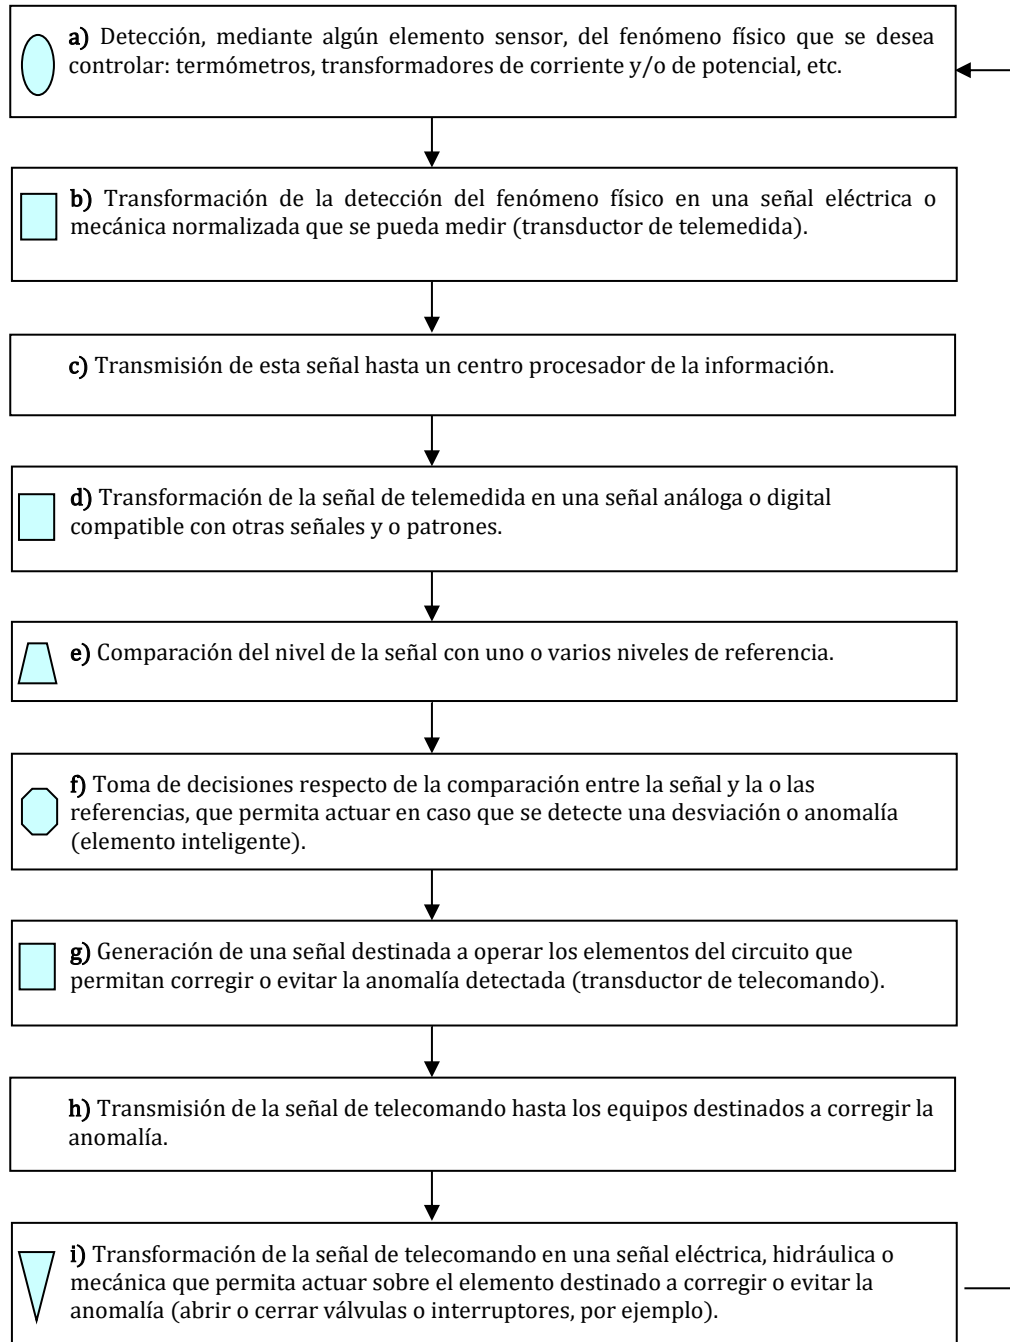 a) Detección, mediante algún elemento sensor, del fenómeno físico que se desea
controlar: termómetros, transformadores de corriente y/o de potencial, etc.
b) Transformación de la detección del fenómeno físico en una señal eléctrica o
mecánica normalizada que se pueda medir (transductor de telemedida).
c) Transmisión de esta señal hasta un centro procesador de la información.
d) Transformación de la señal de telemedida en una señal análoga o digital
compatible con otras señales y o patrones.
e) Comparación del nivel de la señal con uno o varios niveles de referencia.
f) Toma de decisiones respecto de la comparación entre la señal y la o las
referencias, que permita actuar en caso que se detecte una desviación o anomalía
(elemento inteligente).
g) Generación de una señal destinada a operar los elementos del circuito que
permitan corregir o evitar la anomalía detectada (transductor de telecomando).
h) Transmisión de la señal de telecomando hasta los equipos destinados a corregir la
anomalía.
i) Transformación de la señal de telecomando en una señal eléctrica, hidráulica o
mecánica que permita actuar sobre el elemento destinado a corregir o evitar la
anomalía (abrir o cerrar válvulas o interruptores, por ejemplo).